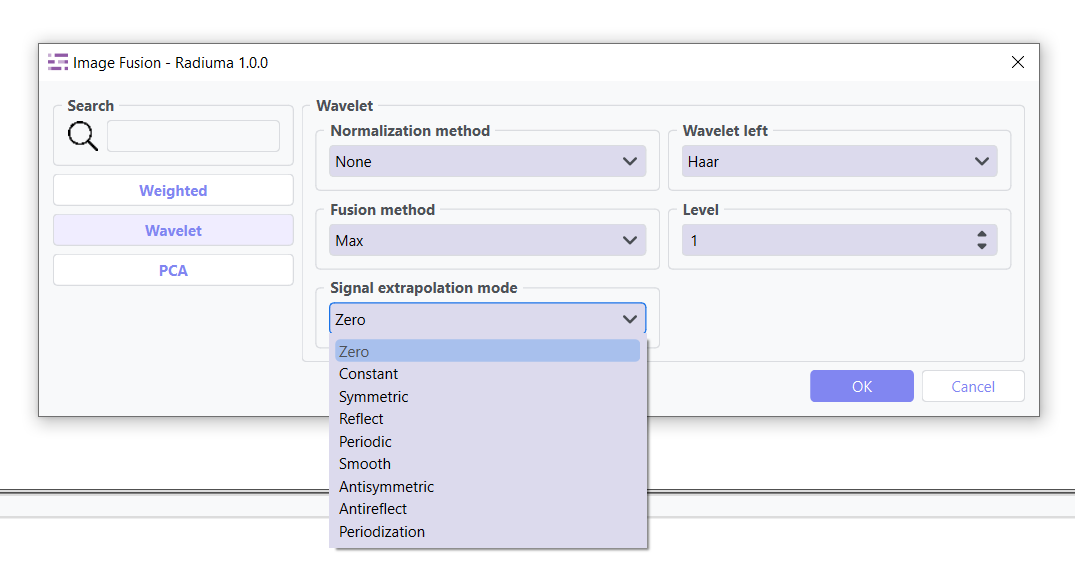 Image Fusion - Radiuma 1.0.0
Search
Weighted
Wavelet
PCA
Wavelet
Normalization method
None
Wavelet left
Haar
Fusion method
Max
Level
1
Signal extrapolation mode
Zero
Zero
Constant
Symmetric
Reflect
Periodic
Smooth
Antisymmetric
Antireflect
Periodization
OK
Cancel